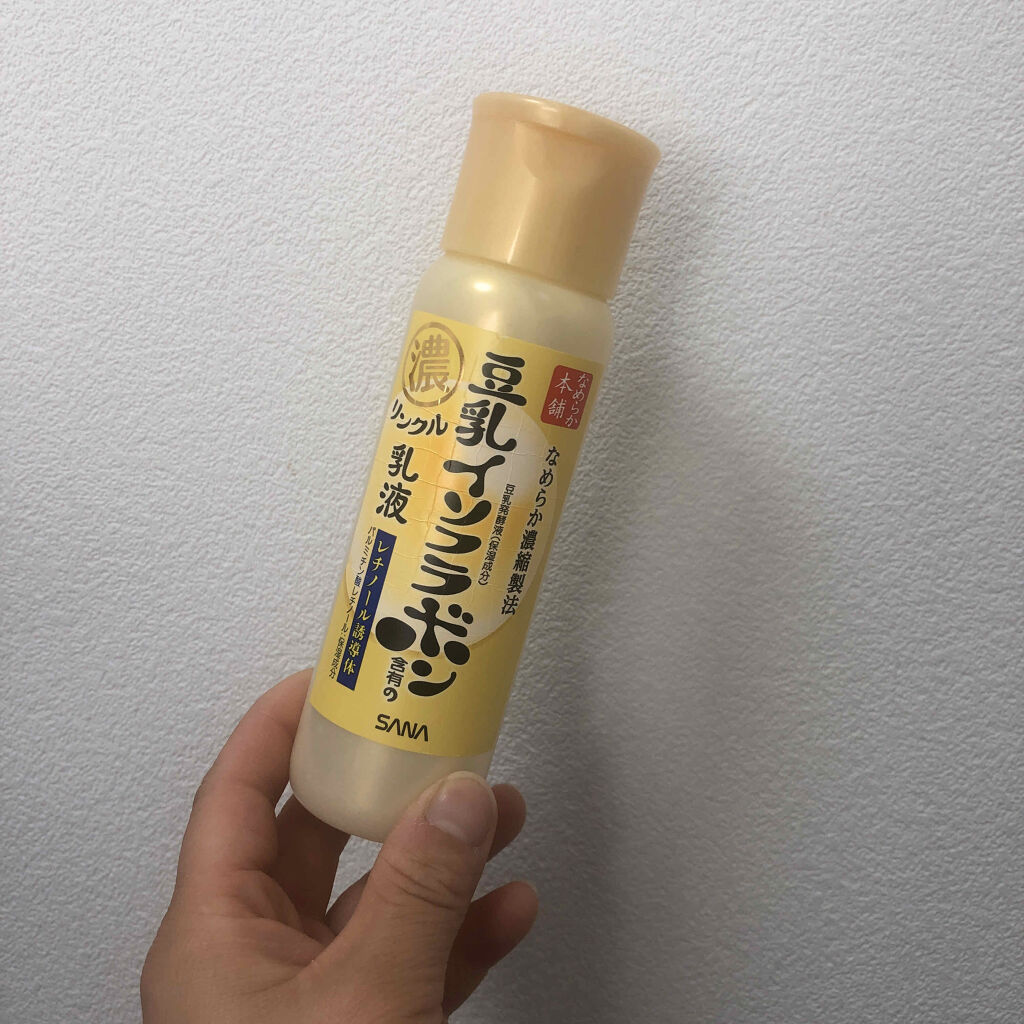 なめらか
本舗
なめらか濃縮製法
豆乳発酵液(保湿成分)
豆乳イソフラボン
含有の
濃
リンクル
乳液
レチノール誘導体
パルミチン酸レチノール:保湿成分
SANA